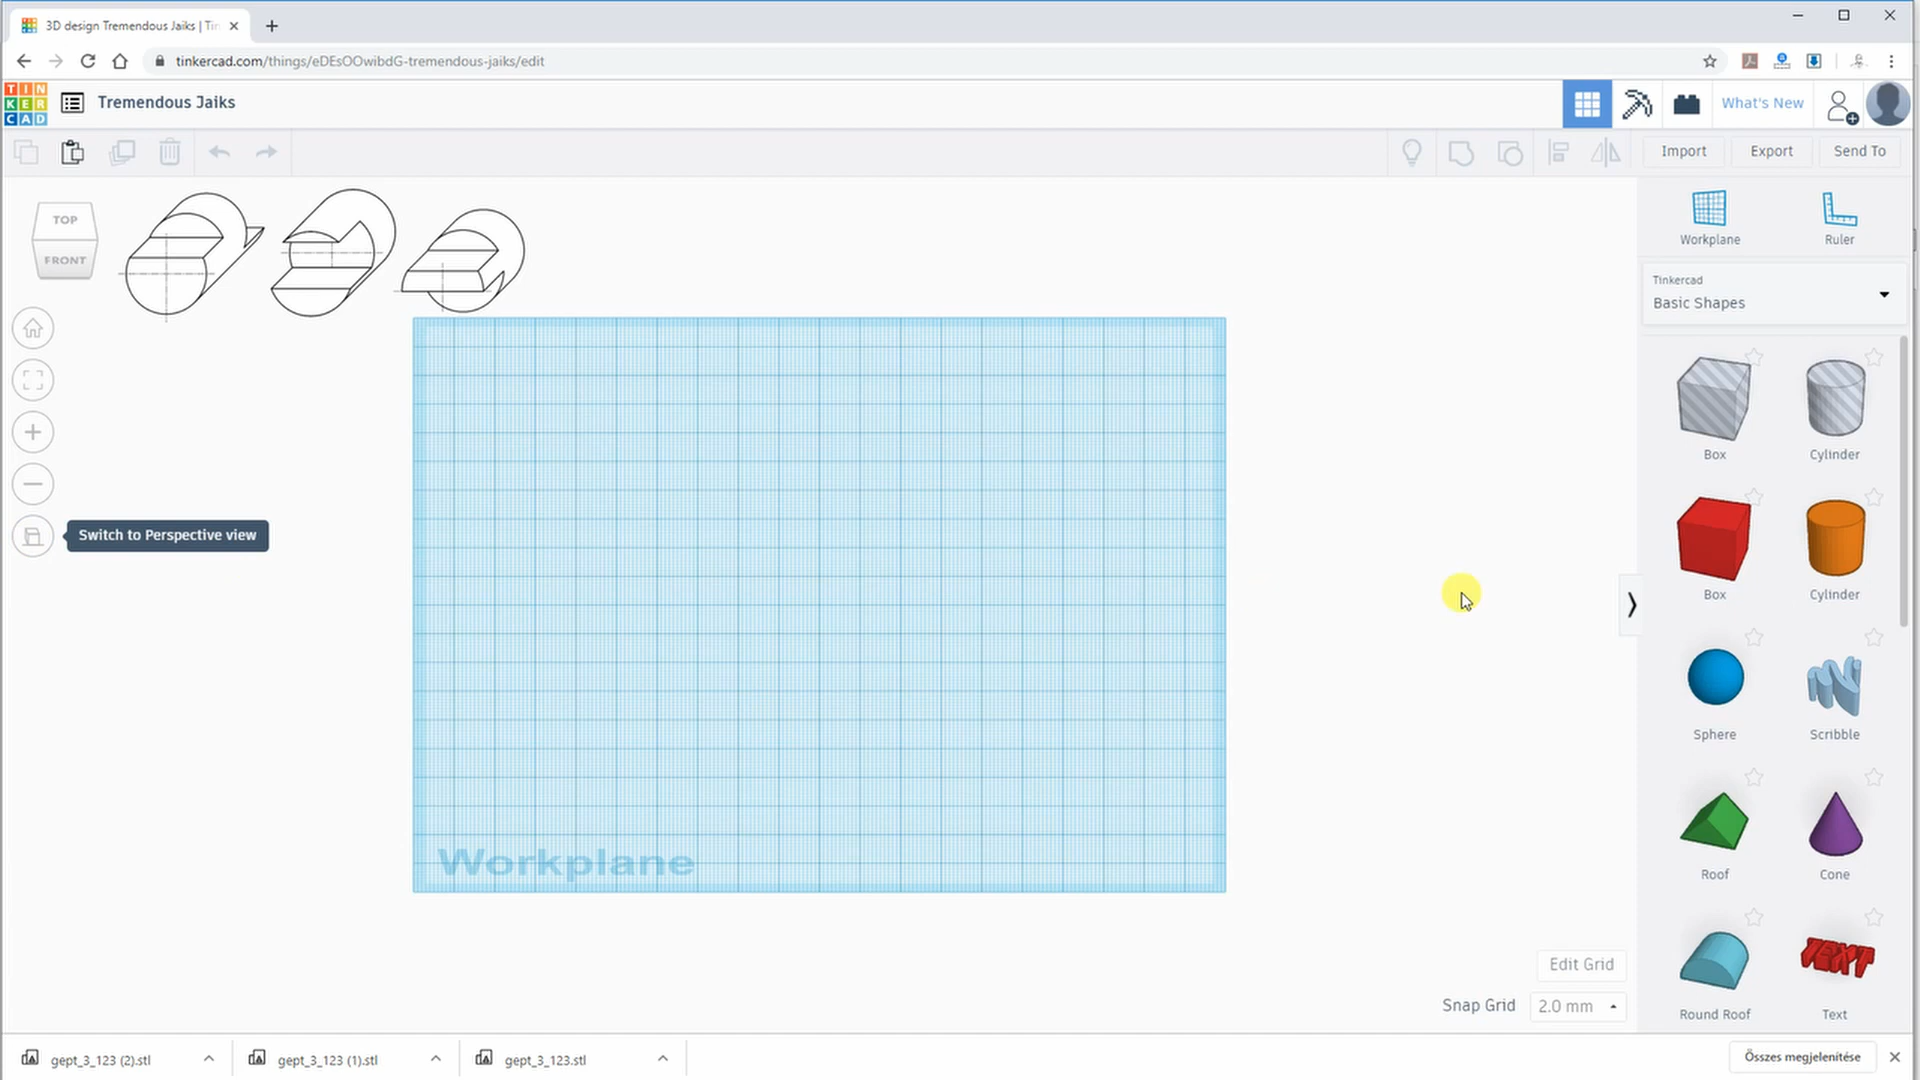 3D design Tremendous Jaiks | Tin
tinkercad.com/things/eDEsOOwibdG-tremendous-jaiks/edit
TIN
KER
CAD
Tremendous Jaiks
What's New
Import
Export
Send To
TOP
FRONT
Workplane
Ruler
Tinkercad
Basic Shapes
Box
Cylinder
Switch to Perspective view
Box
Cylinder
Sphere
Scribble
Roof
Cone
Workplane
TEXT
Edit Grid
Snap Grid
2.0 mm
Round Roof
Text
gept_3_123 (2).stl
gept_3_123 (1).stl
gept_3_123.stl
Összes megjelenítése